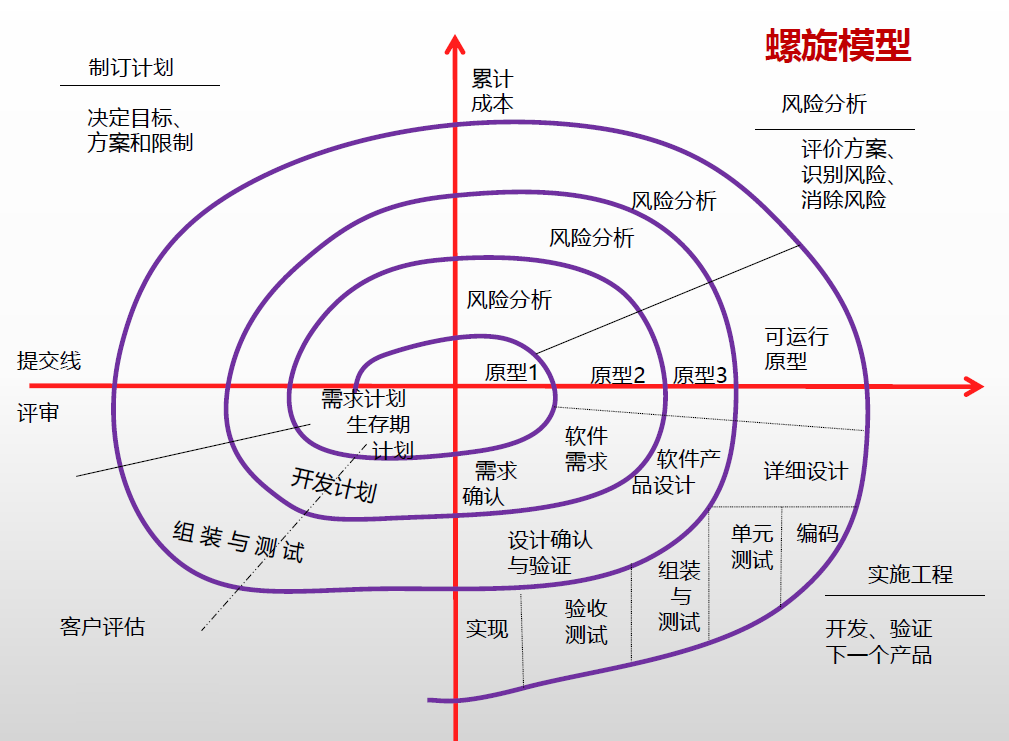 螺旋模型
制订计划
决定目标、
方案和限制
累计
成本
风险分析
评价方案、
识别风险、
消除风险
风险分析
风险分析
风险分析
可运行
原型
提交线
原型1
原型2
原型3
评审
需求计划
生存期
计划
软件
需求
软件产
品设计
详细设计
需求
确认
开发计划
组装与测试
设计确认
与验证
单元
测试
编码
组装
与
测试
实施工程
客户评估
实现
验收
测试
开发、验证
下一个产品